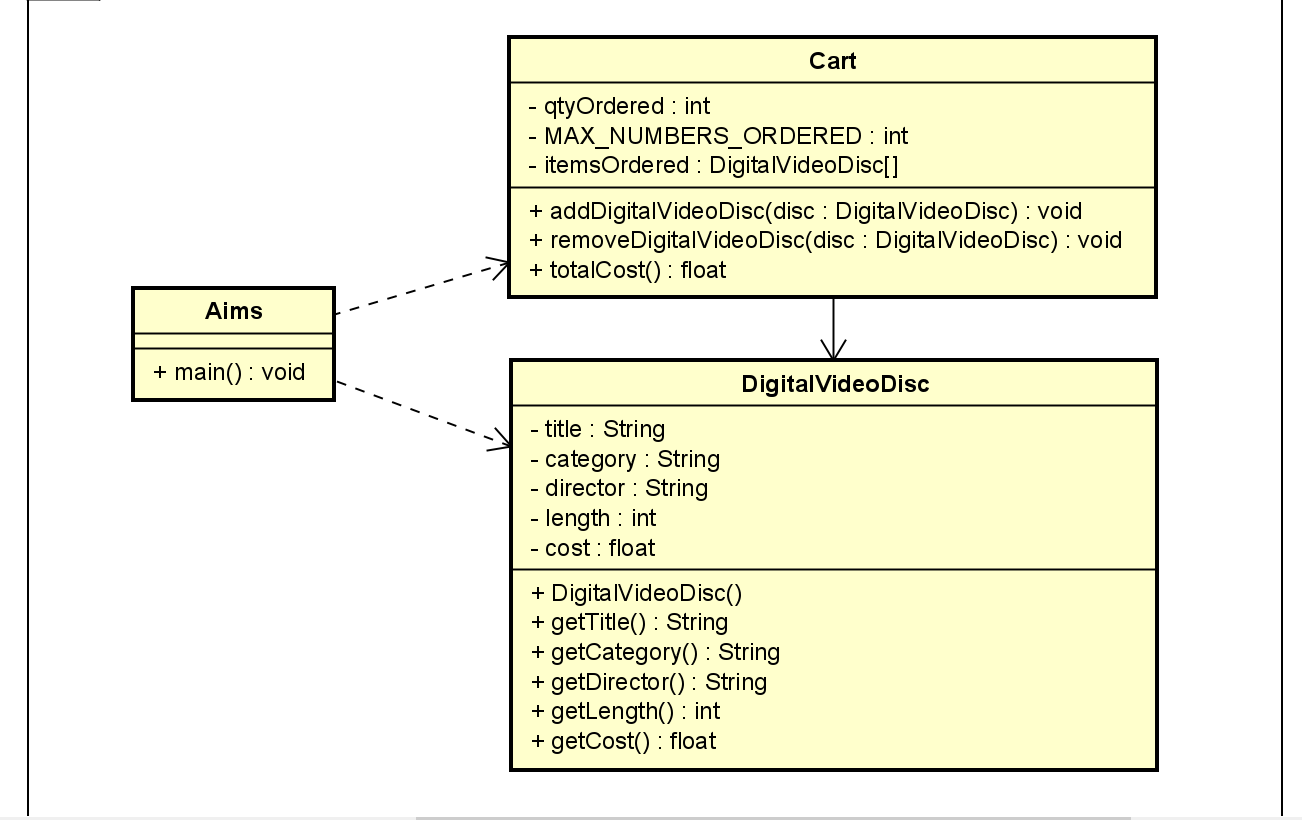 Cart
- qtyOrdered : int
- MAX_NUMBERS_ORDERED : int
- itemsOrdered : DigitalVideoDisc[]
+ addDigitalVideoDisc(disc : DigitalVideoDisc) : void
+ removeDigitalVideoDisc(disc : DigitalVideoDisc) : void
+ totalCost() : float
Aims
+ main() : void
DigitalVideoDisc
- title : String
- category : String
- director : String
- length : int
- cost : float
+ DigitalVideoDisc()
+ getTitle() : String
+ getCategory() : String
+ getDirector() : String
+ getLength() : int
+ getCost() : float